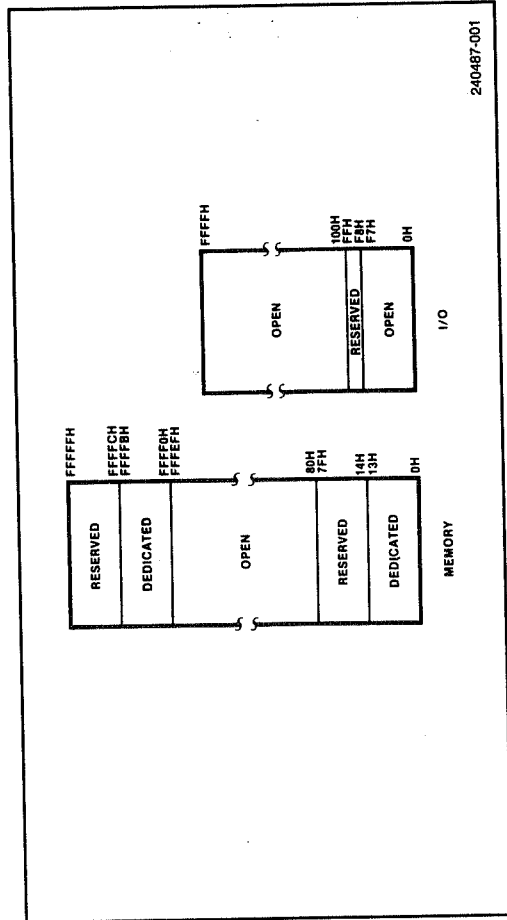 FFFFFH
RESERVED
FFFFCH
FFFFBH
DEDICATED
FFFF0H
FFFEFH
OPEN
80H
7FH
RESERVED
14H
13H
DEDICATED
0H
MEMORY
FFFFH
OPEN
100H
FFH
RESERVED
F8H
F7H
OPEN
0H
I/O
240487-001